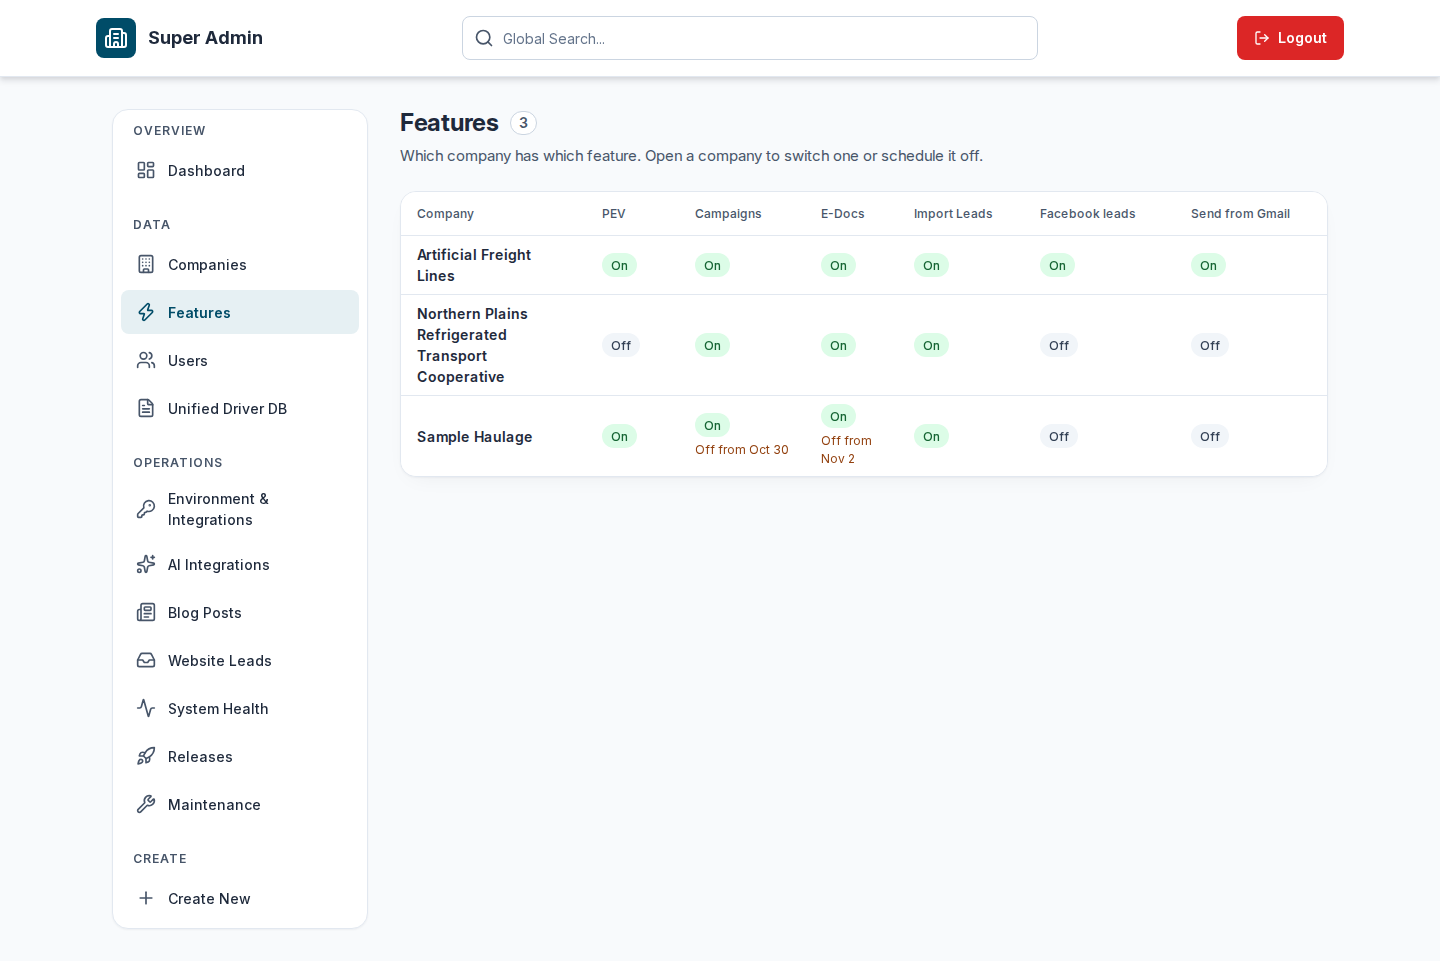 Super Admin
Global Search...
Logout
OVERVIEW
Dashboard
DATA
Companies
Features
Users
Unified Driver DB
OPERATIONS
Environment &
Integrations
AI Integrations
Blog Posts
Website Leads
System Health
Releases
Maintenance
CREATE
Create New
Features 3
Which company has which feature. Open a company to switch one or schedule it off.
Company PEV Campaigns E-Docs Import Leads Facebook leads Send from Gmail
Artificial Freight
Lines
On On On On On On
Northern Plains
Refrigerated
Transport
Cooperative
Off On On On Off Off
Sample Haulage
On
On
Off from Oct 30
On
Off from
Nov 2
On
Off
Off